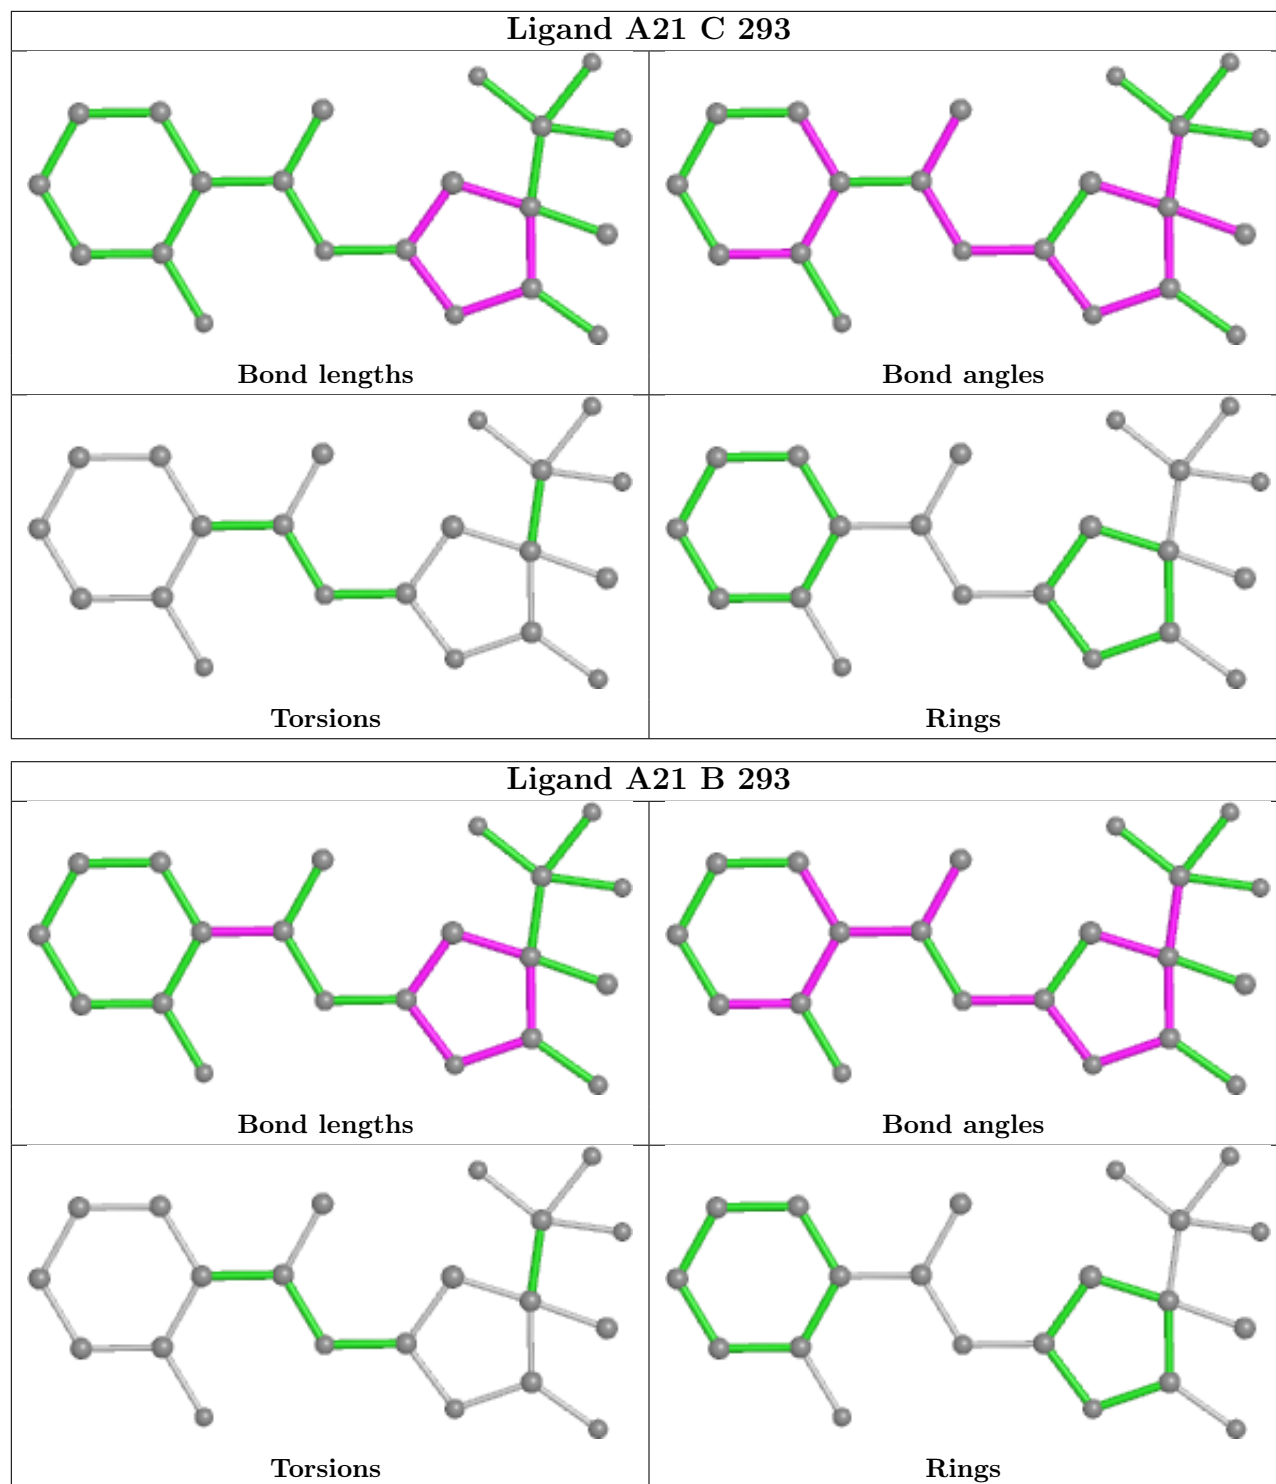 Ligand A21 C 293
Bond lengths
Bond angles
Torsions
Rings
Ligand A21 B 293
Bond lengths
Bond angles
Torsions
Rings